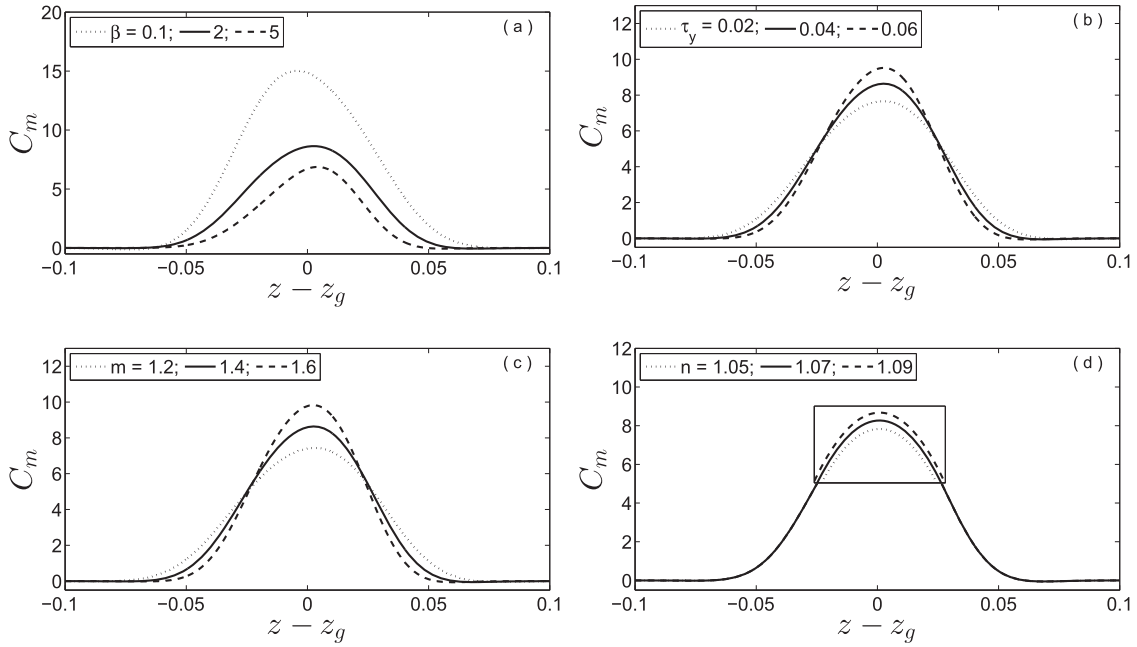 (a)
β = 0.1; 2; 5
20
15
10
5
0
C_m
−0.1 −0.05 0 0.05 0.1
z − z_g
(b)
τ_y = 0.02; 0.04; 0.06
12
10
8
6
4
2
0
C_m
−0.1 −0.05 0 0.05 0.1
z − z_g
(c)
m = 1.2; 1.4; 1.6
12
10
8
6
4
2
0
C_m
−0.1 −0.05 0 0.05 0.1
z − z_g
(d)
n = 1.05; 1.07; 1.09
12
10
8
6
4
2
0
C_m
−0.1 −0.05 0 0.05 0.1
z − z_g